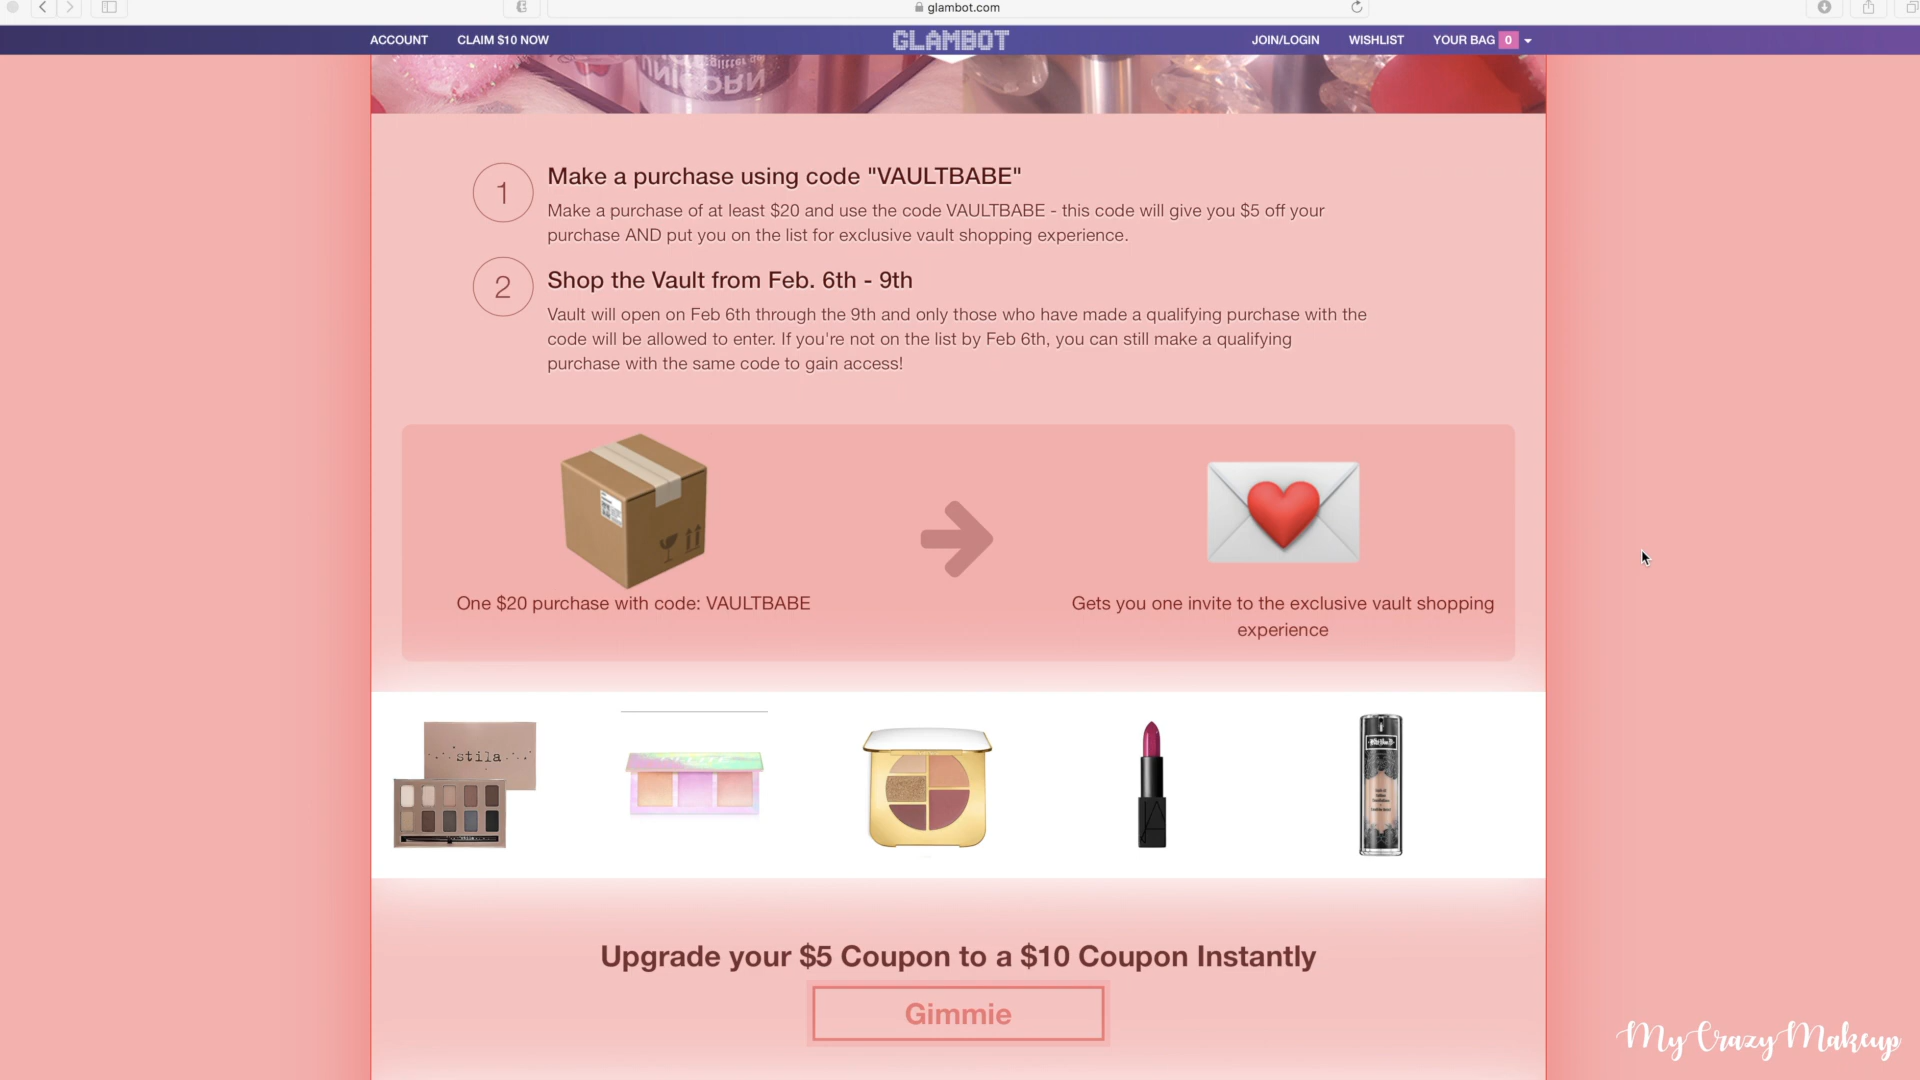 glambot.com
ACCOUNT CLAIM $10 NOW GLAMBOT JOIN/LOGIN WISHLIST YOUR BAG 0
UNICORN
Make a purchase using code "VAULTBABE"
1
Make a purchase of at least $20 and use the code VAULTBABE - this code will give you $5 off your
purchase AND put you on the list for exclusive vault shopping experience.
Shop the Vault from Feb. 6th - 9th
2
Vault will open on Feb 6th through the 9th and only those who have made a qualifying purchase with the
code will be allowed to enter. If you're not on the list by Feb 6th, you can still make a qualifying
purchase with the same code to gain access!
One $20 purchase with code: VAULTBABE
Gets you one invite to the exclusive vault shopping
experience
stila
Upgrade your $5 Coupon to a $10 Coupon Instantly
Gimmie
My Crazy Makeup